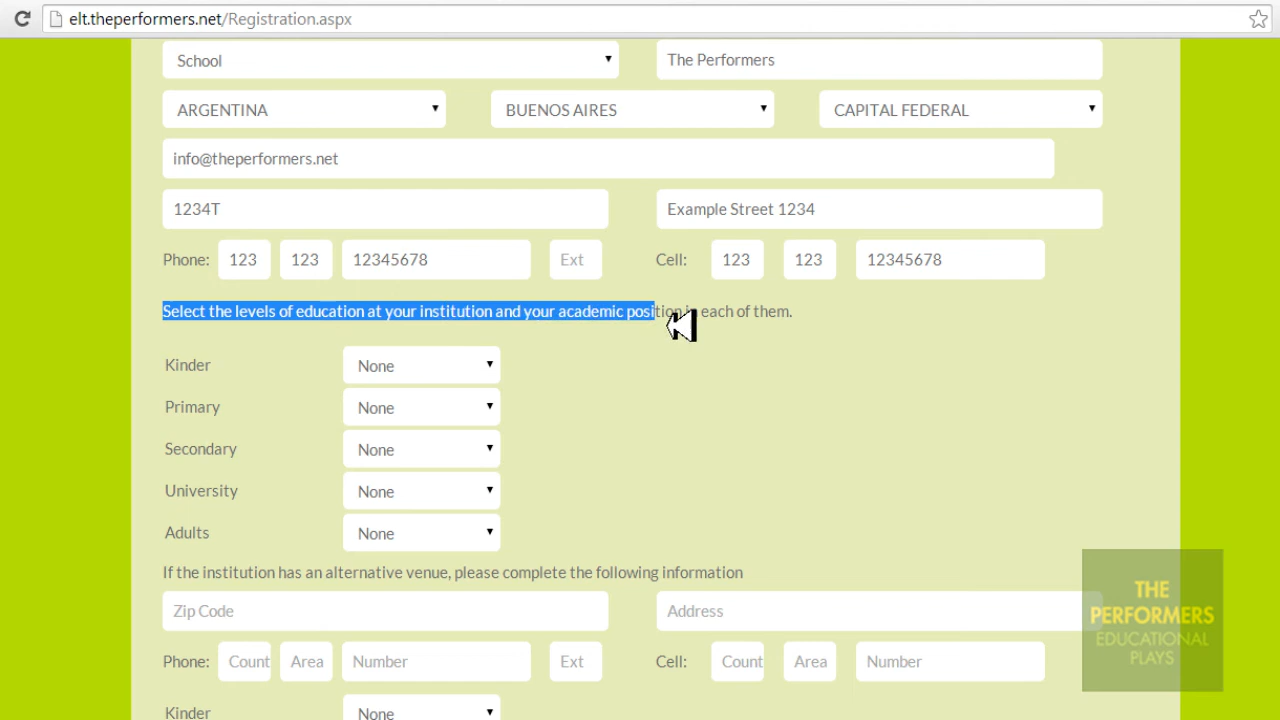 elt.theperformers.net/Registration.aspx
School The Performers
ARGENTINA BUENOS AIRES CAPITAL FEDERAL
info@theperformers.net
1234T Example Street 1234
Phone: 123 123 12345678 Ext Cell: 123 123 12345678
Select the levels of education at your institution and your academic position in each of them.
Kinder None
Primary None
Secondary None
University None
Adults None
If the institution has an alternative venue, please complete the following information
Zip Code Address
Phone: Count Area Number Ext Cell: Count Area Number
Kinder None
THE
PERFORMERS
EDUCATIONAL
PLAYS